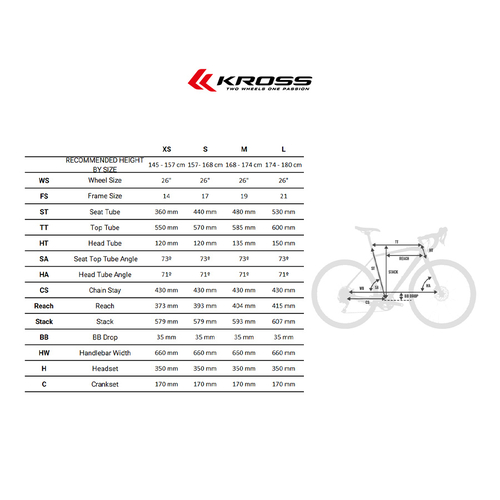 KROSS
TWO WHEELS ONE PASSION
XS S M L
RECOMMENDED HEIGHT BY SIZE 145 - 157 cm 157- 168 cm 168 - 174 cm 174 - 180 cm
WS Wheel Size 26" 26" 26" 26"
FS Frame Size 14 17 19 21
ST Seat Tube 360 mm 440 mm 480 mm 530 mm
TT Top Tube 550 mm 570 mm 585 mm 600 mm
HT Head Tube 120 mm 120 mm 135 mm 150 mm
SA Seat Top Tube Angle 73º 73º 73º 73º
HA Head Tube Angle 71º 71º 71º 71º
CS Chain Stay 430 mm 430 mm 430 mm 430 mm
Reach Reach 373 mm 393 mm 404 mm 415 mm
Stack Stack 579 mm 579 mm 593 mm 607 mm
BB BB Drop 35 mm 35 mm 35 mm 35 mm
HW Handlebar Width 660 mm 660 mm 660 mm 660 mm
H Headset 350 mm 350 mm 350 mm 350 mm
C Crankset 170 mm 170 mm 170 mm 170 mm
TT
HT
REACH
ST
STACK
WB
SA
HA
BB DROP
CS